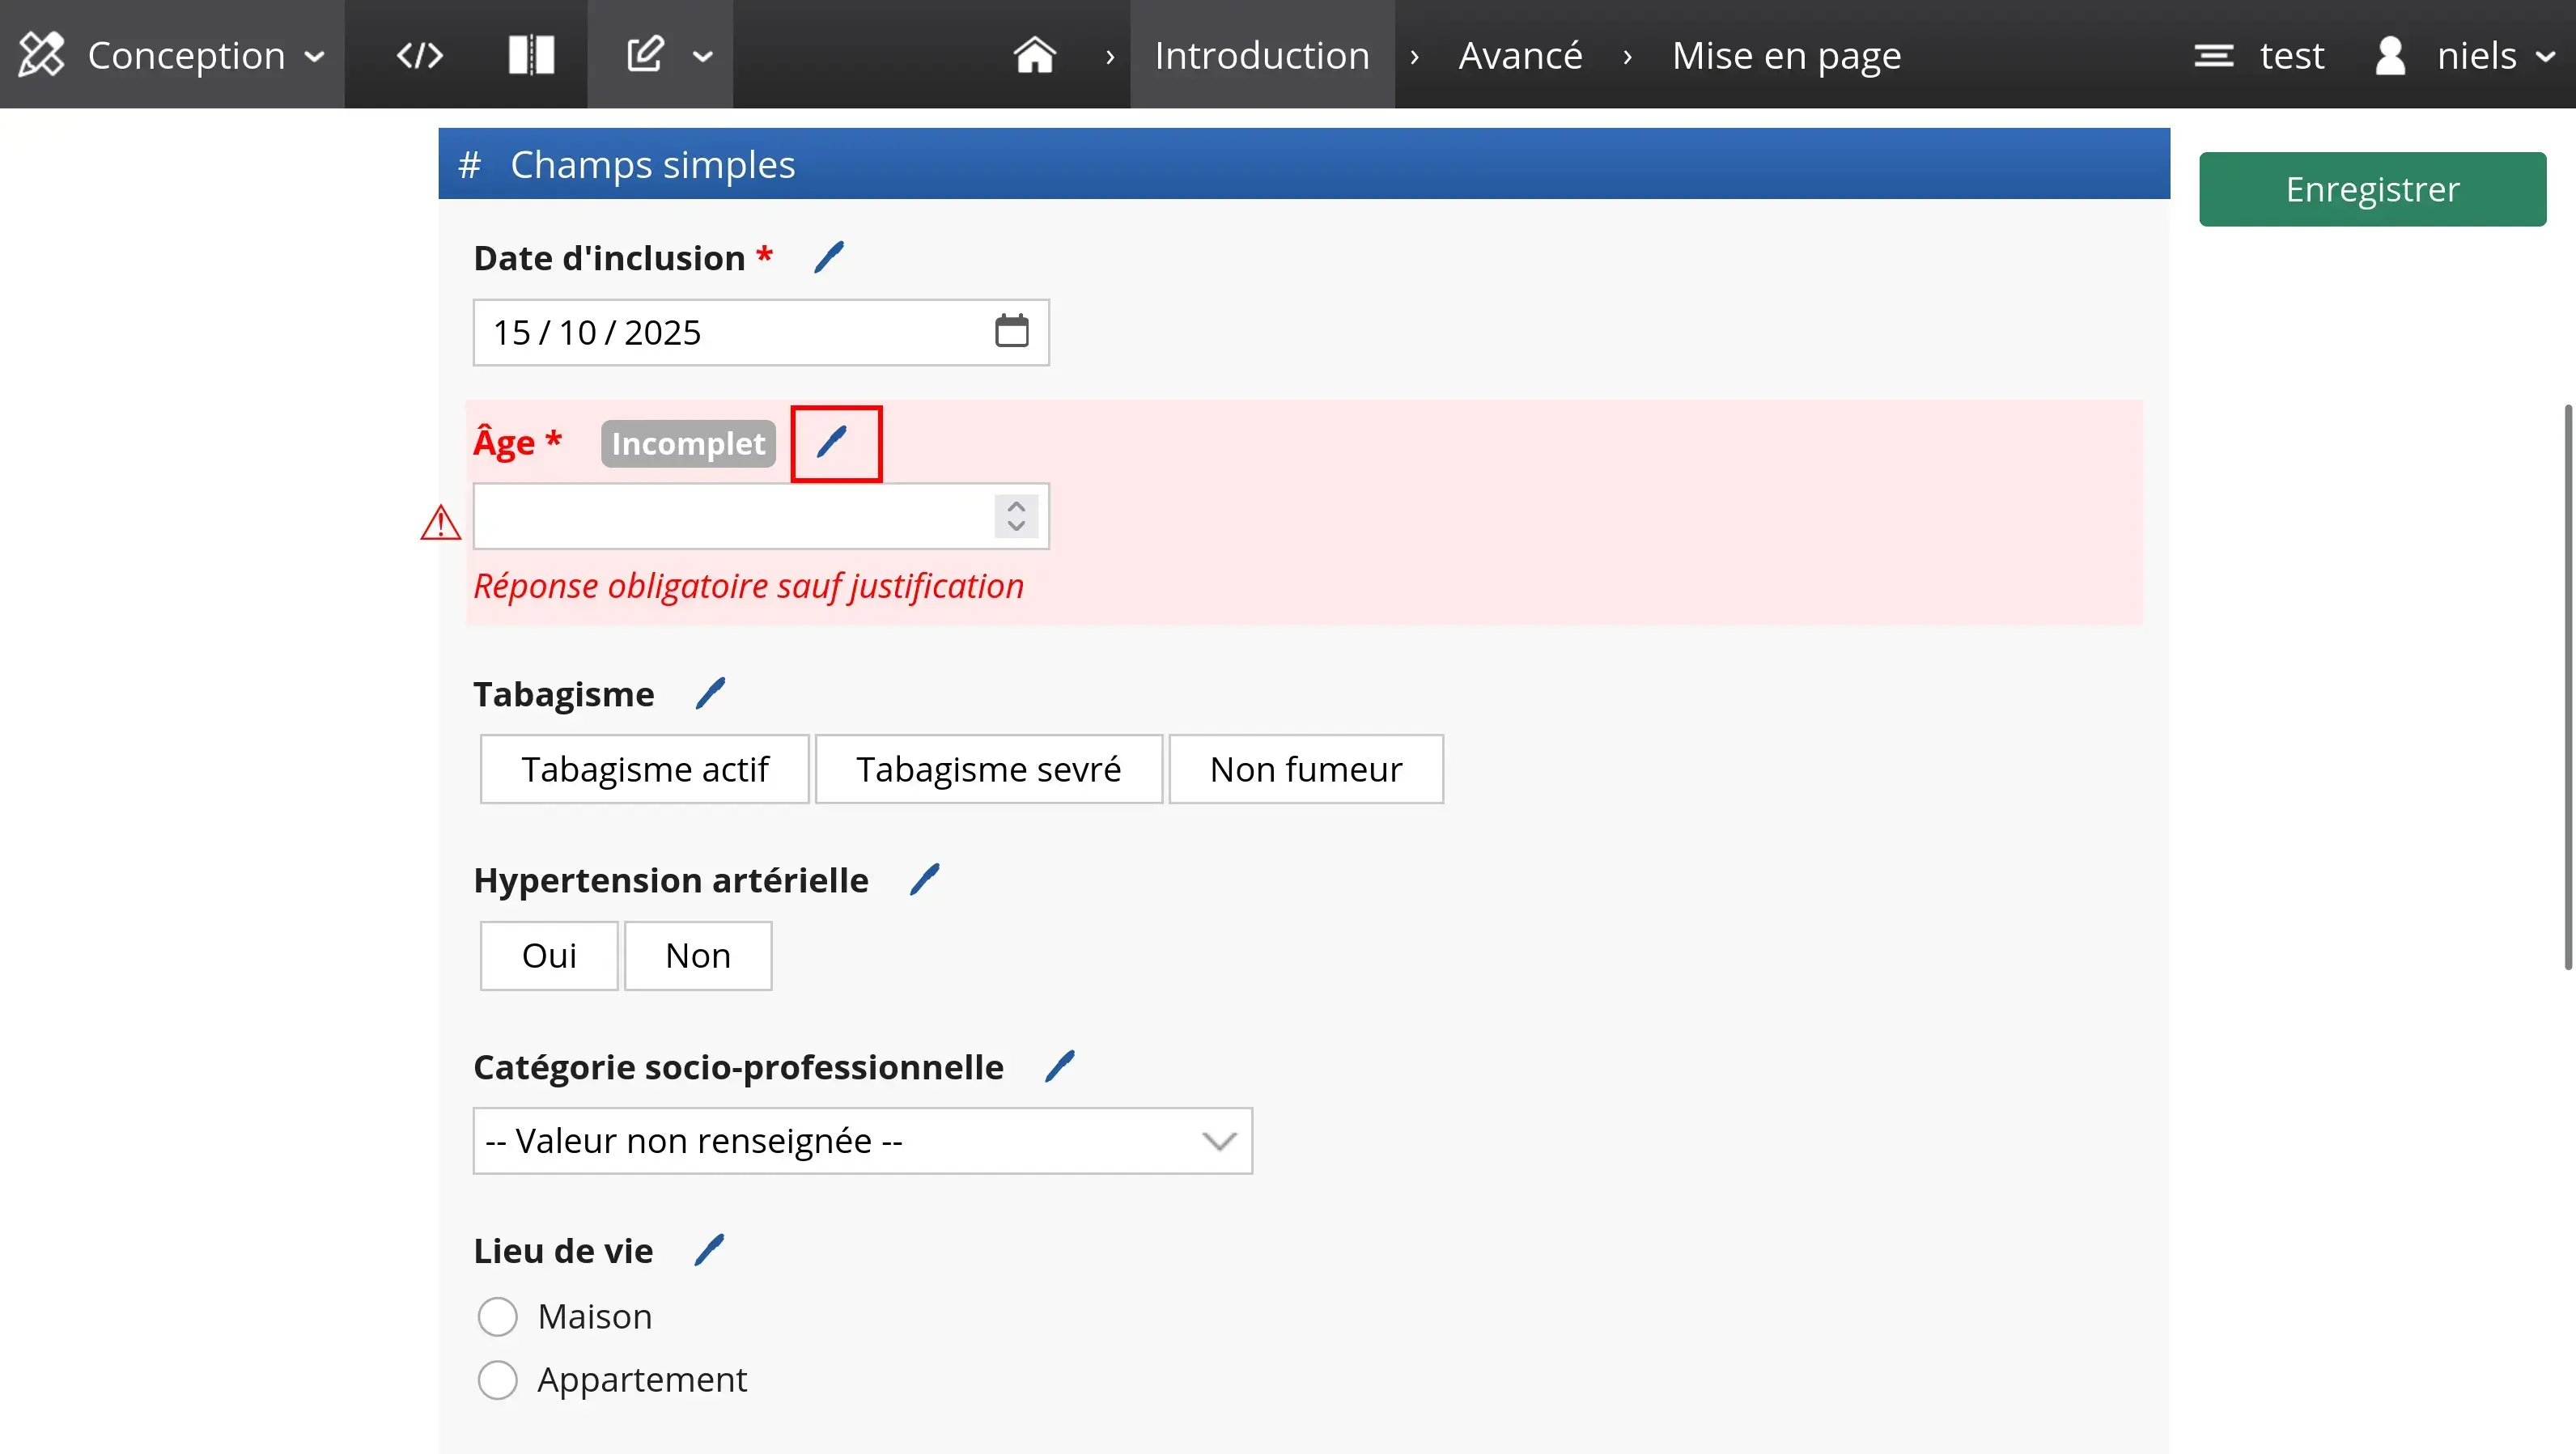 Conception </> › Introduction › Avancé › Mise en page test niels
# Champs simples
Enregistrer
Date d'inclusion *
15 / 10 / 2025
Âge * Incomplet
Réponse obligatoire sauf justification
Tabagisme
Tabagisme actif Tabagisme sevré Non fumeur
Hypertension artérielle
Oui Non
Catégorie socio-professionnelle
-- Valeur non renseignée --
Lieu de vie
Maison
Appartement